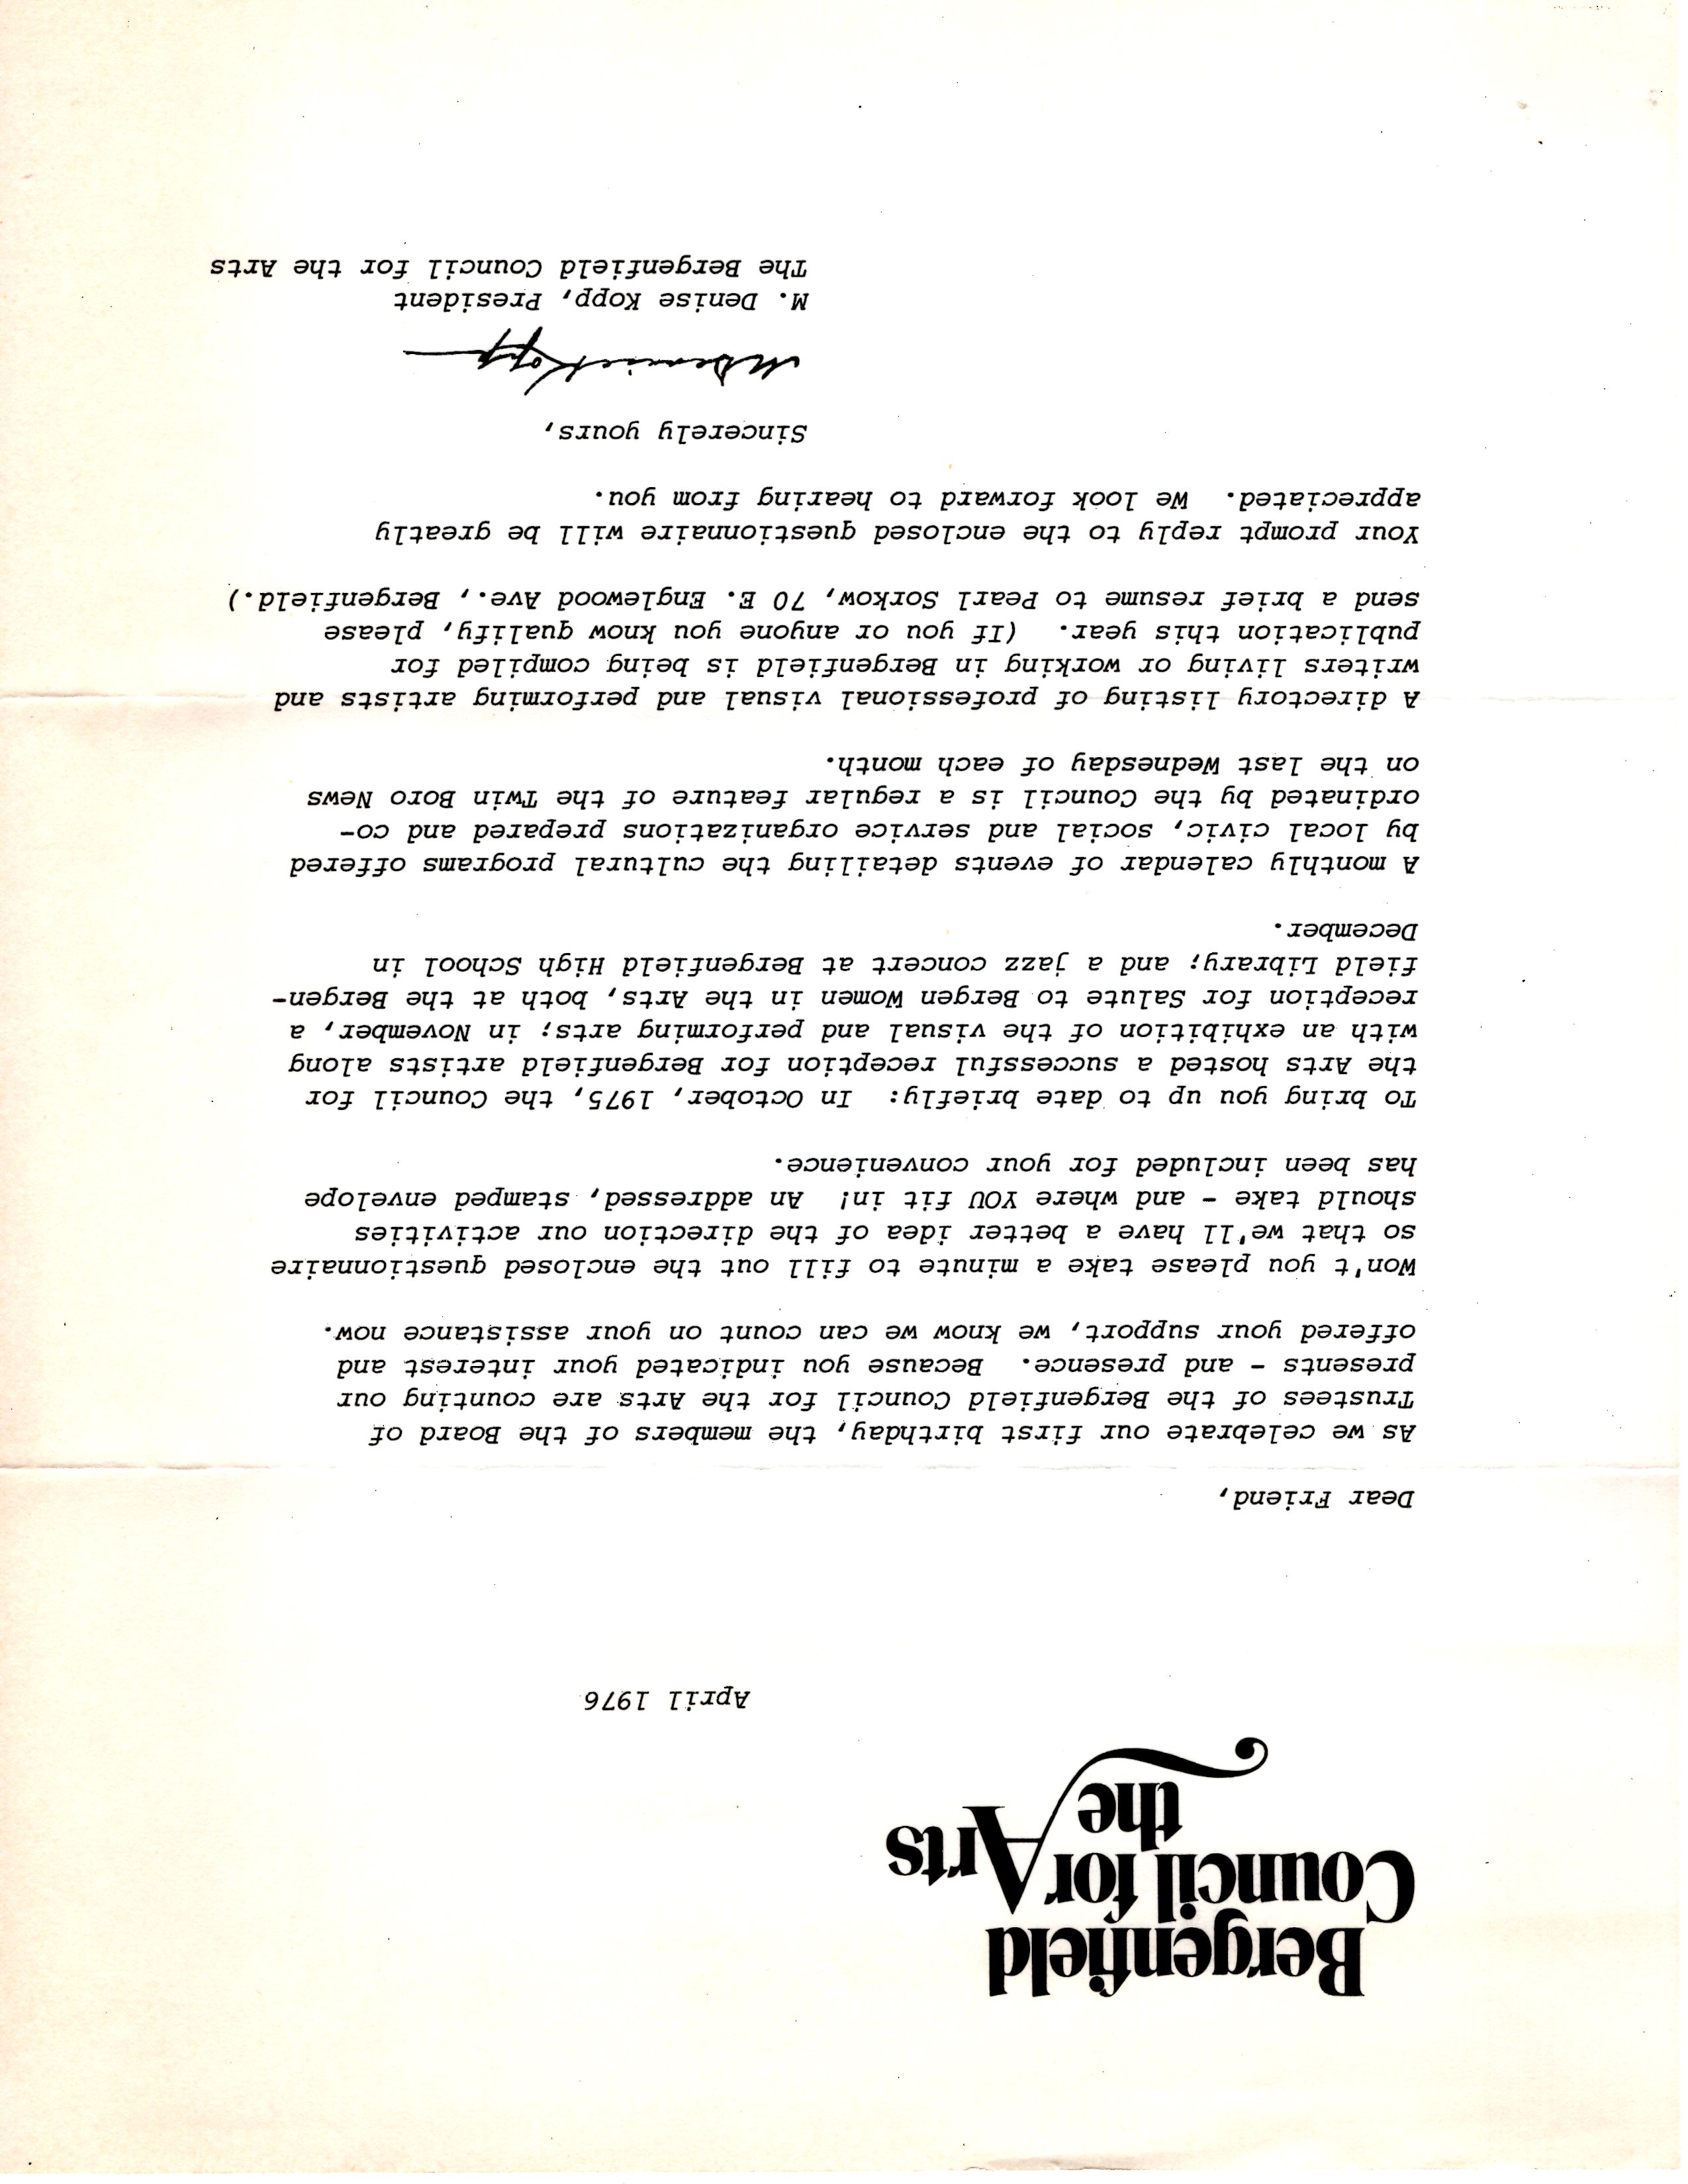 Bergenfield
Council for
the Arts
April 1976
Dear Friend,
As we celebrate our first birthday, the members of the Board of
Trustees of the Bergenfield Council for the Arts are counting our
presents - and presence.  Because you indicated your interest and
offered your support, we know we can count on your assistance now.
Won't you please take a minute to fill out the enclosed questionnaire
so that we'll have a better idea of the direction our activities
should take - and where YOU fit in!  An addressed, stamped envelope
has been included for your convenience.
To bring you up to date briefly:  In October, 1975, the Council for
the Arts hosted a successful reception for Bergenfield artists along
with an exhibition of the visual and performing arts; in November, a
reception for Salute to Bergen Women in the Arts, both at the Bergen-
field Library; and a jazz concert at Bergenfield High School in
December.
A monthly calendar of events detailing the cultural programs offered
by local civic, social and service organizations prepared and co-
ordinated by the Council is a regular feature of the Twin Boro News
on the last Wednesday of each month.
A directory listing of professional visual and performing artists and
writers living or working in Bergenfield is being compiled for
publication this year.  (If you or anyone you know qualify, please
send a brief resume to Pearl Sorkow, 70 E. Englewood Ave., Bergenfield.)
Your prompt reply to the enclosed questionnaire will be greatly
appreciated.  We look forward to hearing from you.
Sincerely yours,
M Denise Kopp
M. Denise Kopp, President
The Bergenfield Council for the Arts